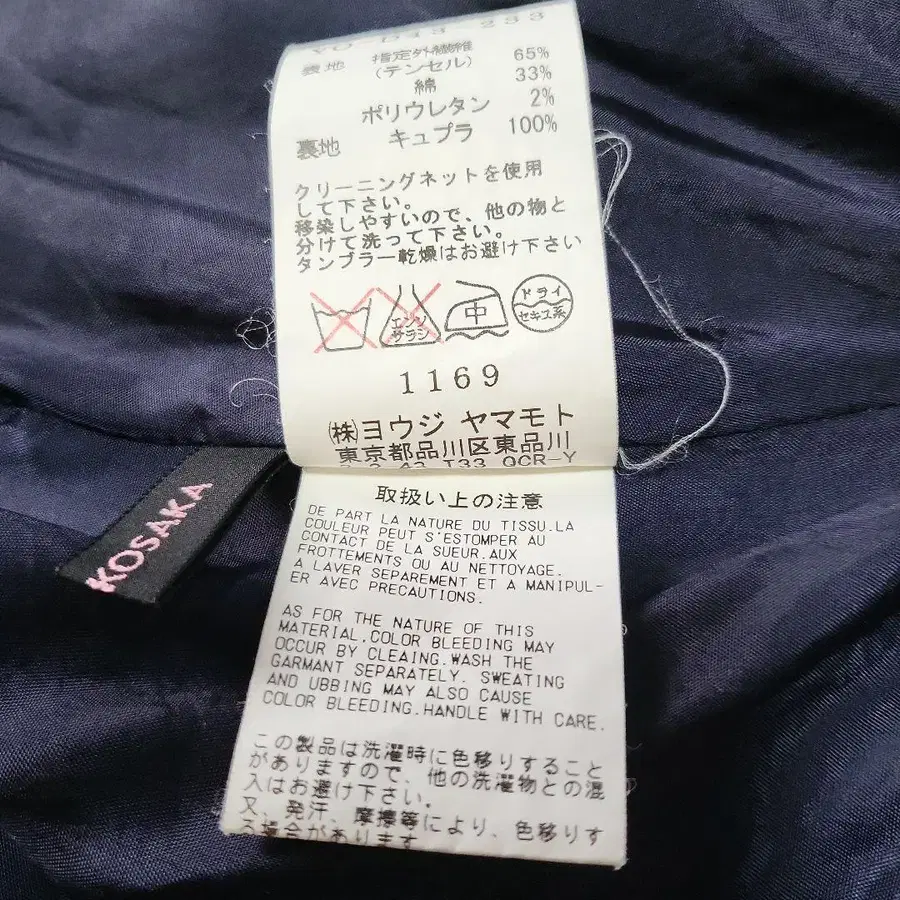 表地 指定外繊維 65%
(テンセル)
綿 33%
ポリウレタン 2%
裏地 キュプラ 100%
クリーニングネットを使用
して下さい。
移染しやすいので、他の物と
分けて洗って下さい。
タンブラー乾燥はお避け下さい
エンソ
サラシ
中
ドライ
セキユ系
1169
(株)ヨウジ ヤマモト
東京都品川区東品川
T33 QCR-Y
KOSAKA
取扱い上の注意
DE PART LA NATURE DU TISSU.LA
COULEUR PEUT S'ESTOMPER AU
CONTACT DE LA SUEUR.AUX
FROTTEMENTS OU AU NETTOYAGE.
A LAVER SEPAREMENT ET A MANIPUL-
ER AVEC PRECAUTIONS.
AS FOR THE NATURE OF THIS
MATERIAL,COLOR BLEEDING MAY
OCCUR BY CLEAING.WASH THE
GARMANT SEPARATELY. SWEATING
AND UBBING MAY ALSO CAUSE
COLOR BLEEDING.HANDLE WITH CARE.
この製品は洗濯時に色移りすること
がありますので、他の洗濯物との混
入はお避け下さい。
又、発汗、摩擦等により、色移りす
る場合があります